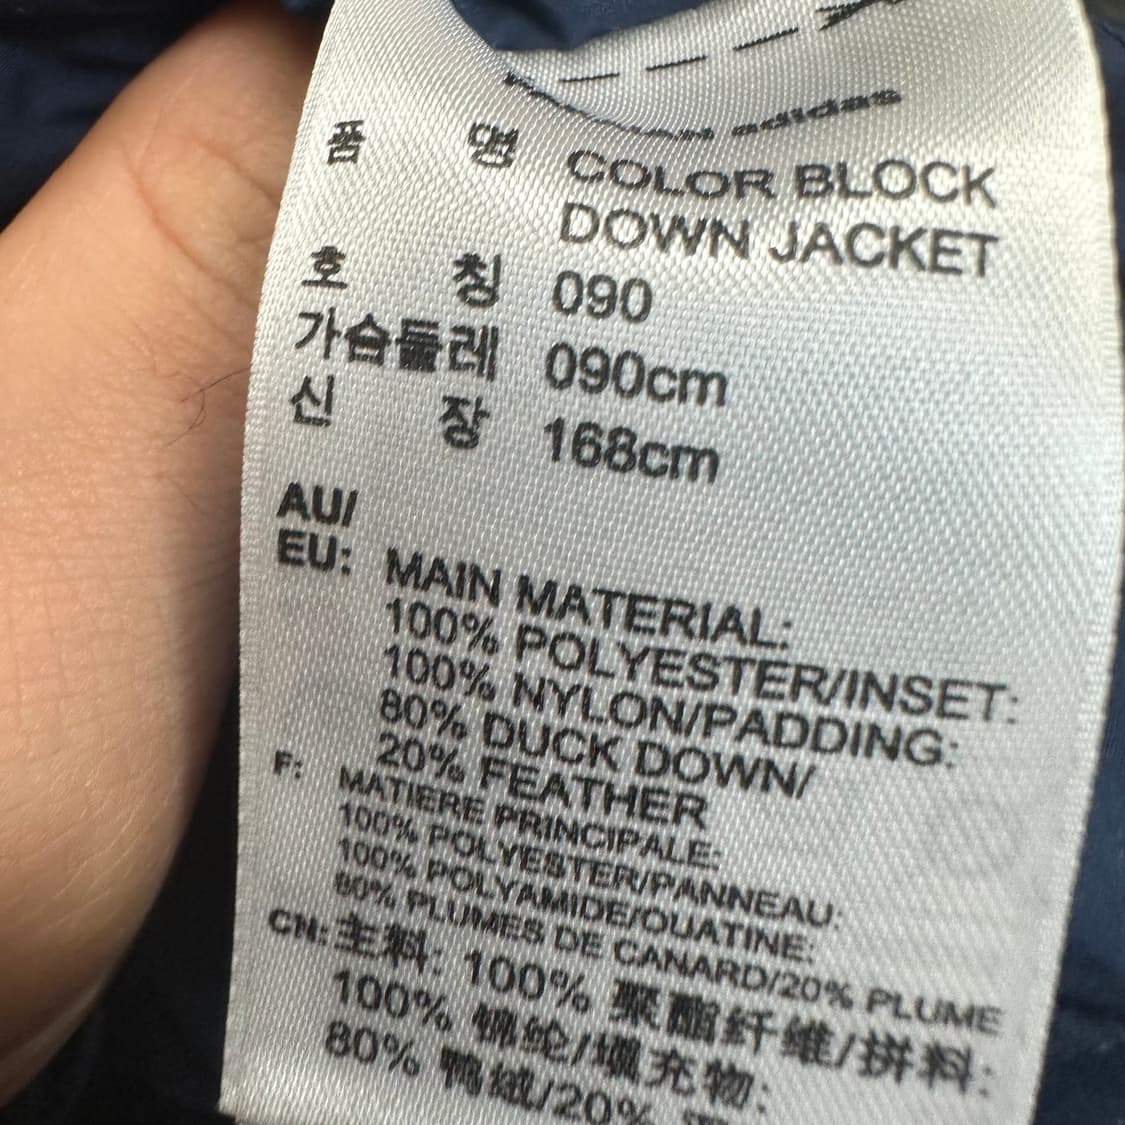 adidas
품 명 COLOR BLOCK
DOWN JACKET
호 칭 090
가슴둘레 090cm
신 장 168cm
AU/
EU: MAIN MATERIAL:
100% POLYESTER/INSET:
100% NYLON/PADDING:
80% DUCK DOWN/
20% FEATHER
F: MATIERE PRINCIPALE:
100% POLYESTER/PANNEAU:
100% POLYAMIDE/OUATINE:
80% PLUMES DE CANARD/20% PLUME
CN: 主料: 100% 聚酯纤维/拼料:
100% 锦纶/填充物:
80% 鸭绒/20%